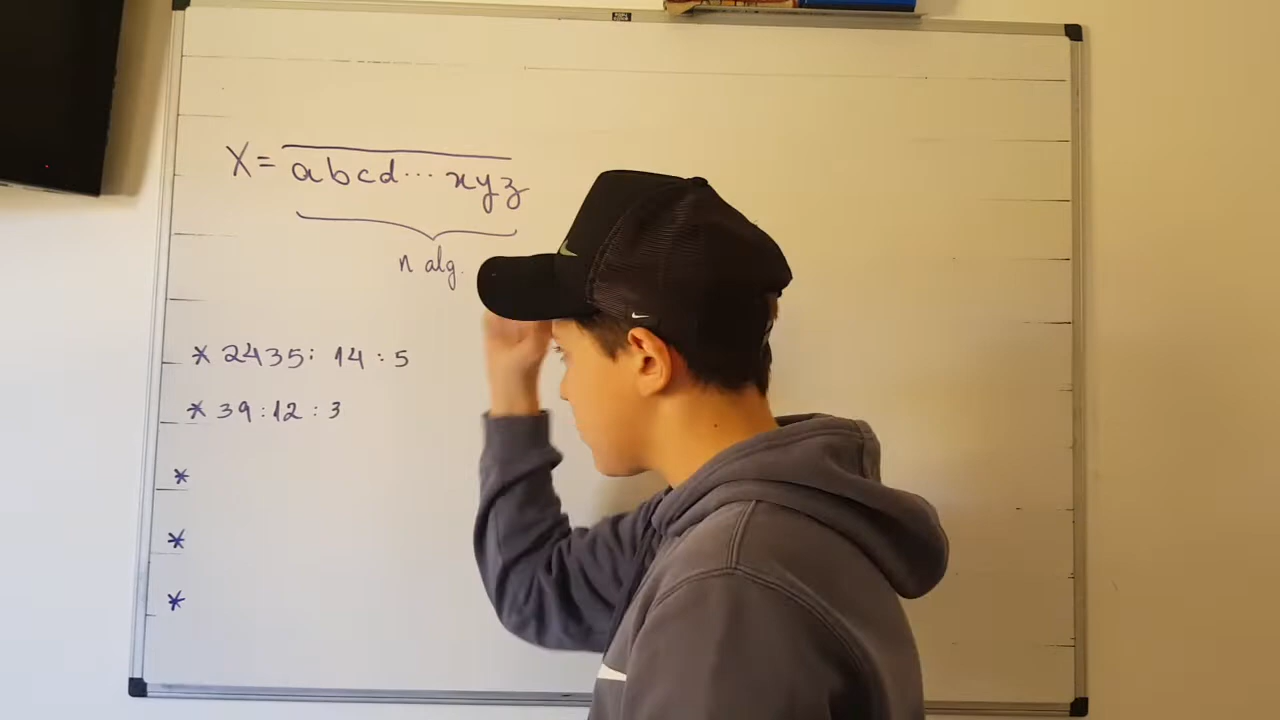 X= abcd... xyz
n alg.
* 2435: 14 : 5
* 39:12 : 3
*
*
*